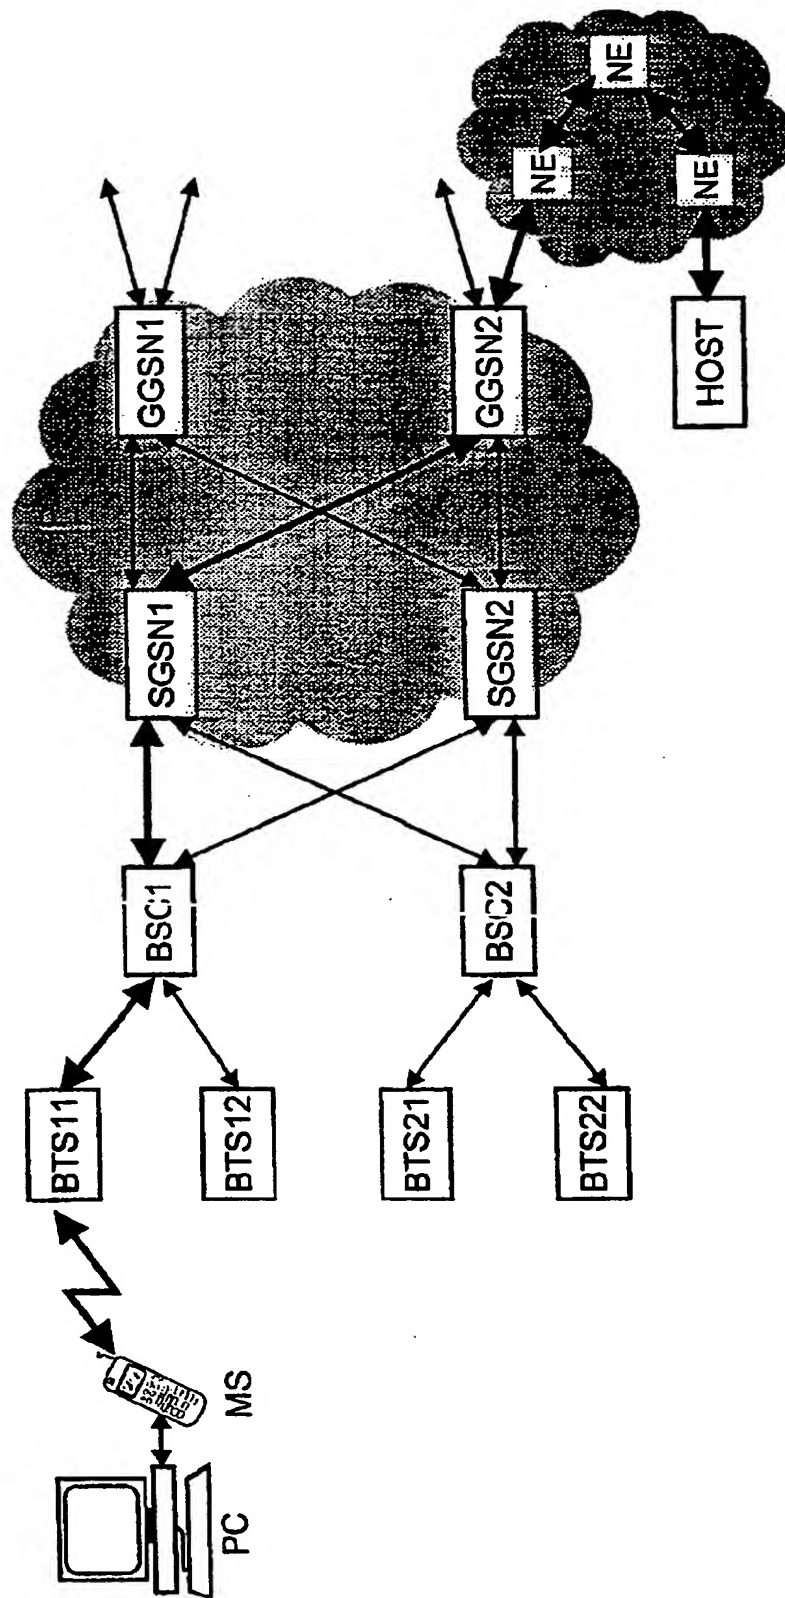 PC
MS
BTS11
BTS12
BTS21
BTS22
BSC1
BSC2
SGSN1
SGSN2
GGSN1
GGSN2
HOST
NE
NE
NE